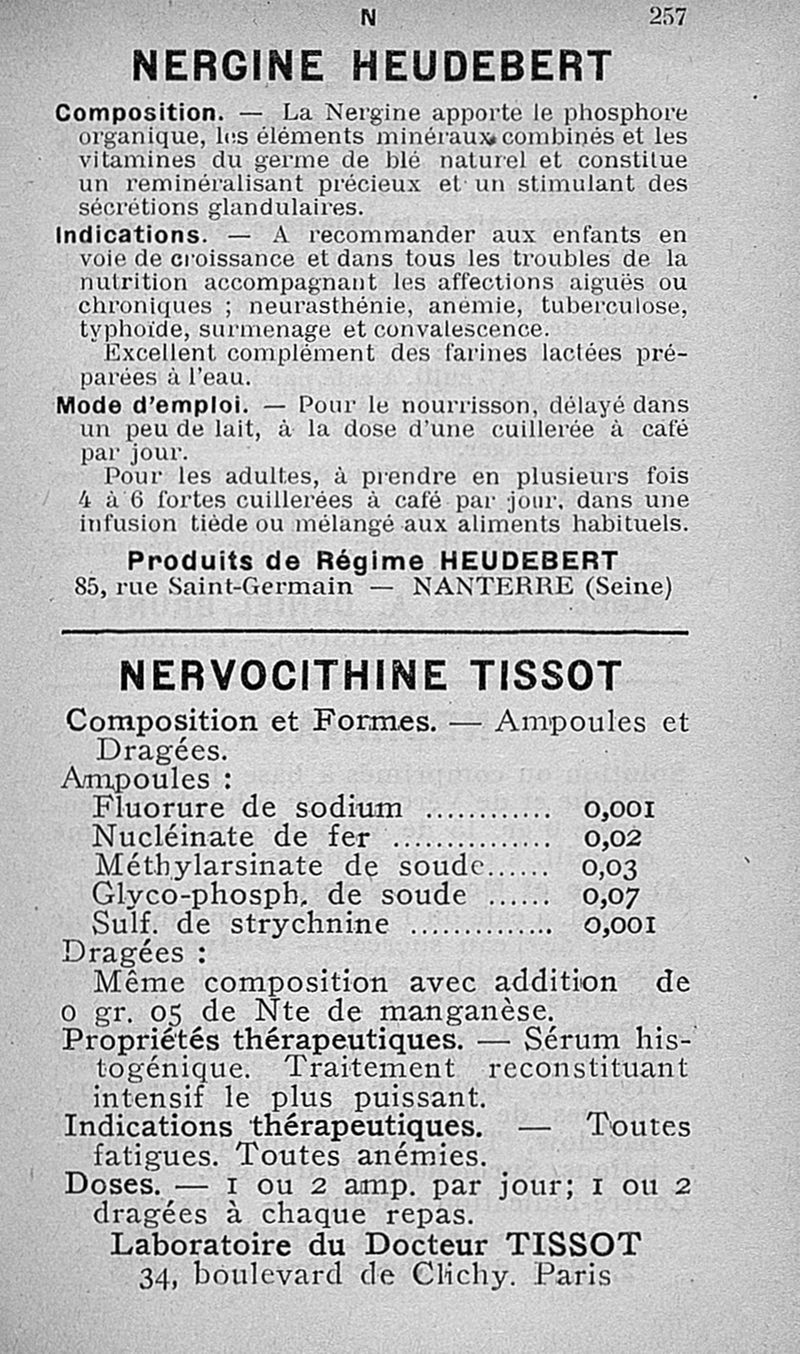 N 257
NERGINE HEUDEBERT
Composition. — La Nergine apporte le phosphore
organique, les éléments minéraux combinés et les
vitamines du germe de blé naturel et constitue
un reminéralisant précieux et un stimulant des
sécrétions glandulaires.
Indications. — A recommander aux enfants en
voie de croissance et dans tous les troubles de la
nutrition accompagnant les affections aiguës ou
chroniques ; neurasthénie, anémie, tuberculose,
typhoïde, surmenage et convalescence.
Excellent complément des farines lactées pré-
parées à l'eau.
Mode d'emploi. — Pour le nourrisson, délayé dans
un peu de lait, à la dose d'une cuillerée à café
par jour.
Pour les adultes, à prendre en plusieurs fois
4 à 6 fortes cuillerées à café par jour, dans une
infusion tiède ou mélangé aux aliments habituels.
Produits de Régime HEUDEBERT
85, rue Saint-Germain — NANTERRE (Seine)
NERVOCITHINE TISSOT
Composition et Formes. — Ampoules et
Dragées.
Ampoules :
Fluorure de sodium ............ 0,001
Nucléinate de fer ............... 0,02
Méthylarsinate de soude...... 0,03
Glyco-phosph. de soude ...... 0,07
Sulf. de strychnine .............. 0,001
Dragées :
Même composition avec addition de
0 gr. 05 de Nte de manganèse.
Propriétés thérapeutiques. — Sérum his-
togénique. Traitement reconstituant
intensif le plus puissant.
Indications thérapeutiques. — Toutes
fatigues. Toutes anémies.
Doses. — 1 ou 2 amp. par jour; 1 ou 2
dragées à chaque repas.
Laboratoire du Docteur TISSOT
34, boulevard de Clichy. Paris